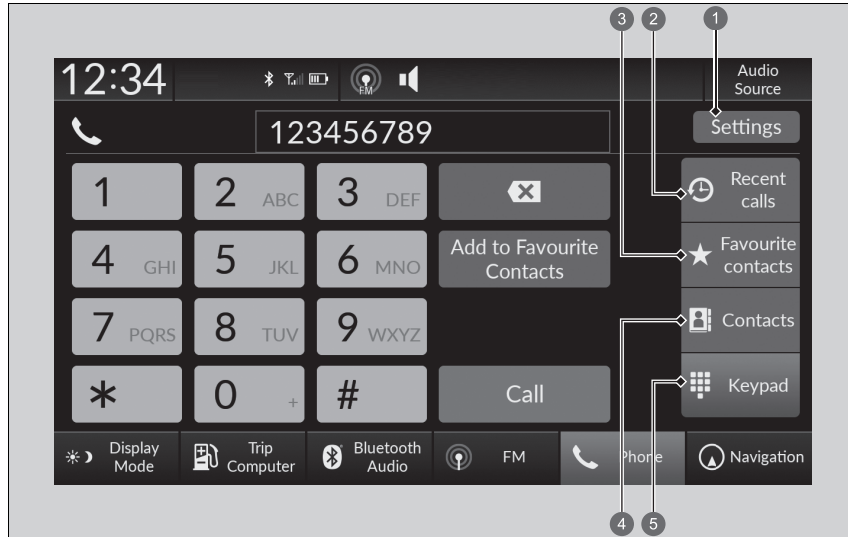 3 2 1
12:34
FM
Audio
Source
123456789
Settings
1
2 ABC
3 DEF
Recent
calls
4 GHI
5 JKL
6 MNO
Add to Favourite
Contacts
Favourite
contacts
7 PQRS
8 TUV
9 WXYZ
Contacts
*
0 +
#
Call
Keypad
Display
Mode
Trip
Computer
Bluetooth
Audio
FM
Phone
Navigation
4 5